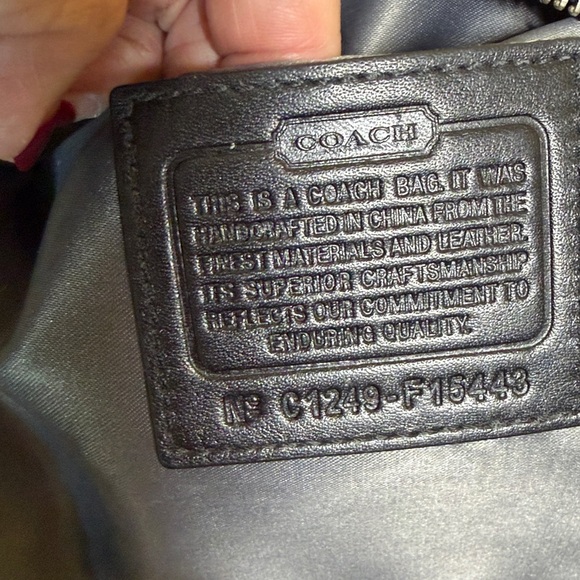 COACH
THIS IS A COACH BAG. IT WAS
HANDCRAFTED IN CHINA FROM THE
FINEST MATERIALS AND LEATHER.
ITS SUPERIOR CRAFTSMANSHIP
REFLECTS OUR COMMITMENT TO
ENDURING QUALITY.
Nº C1249-F15443